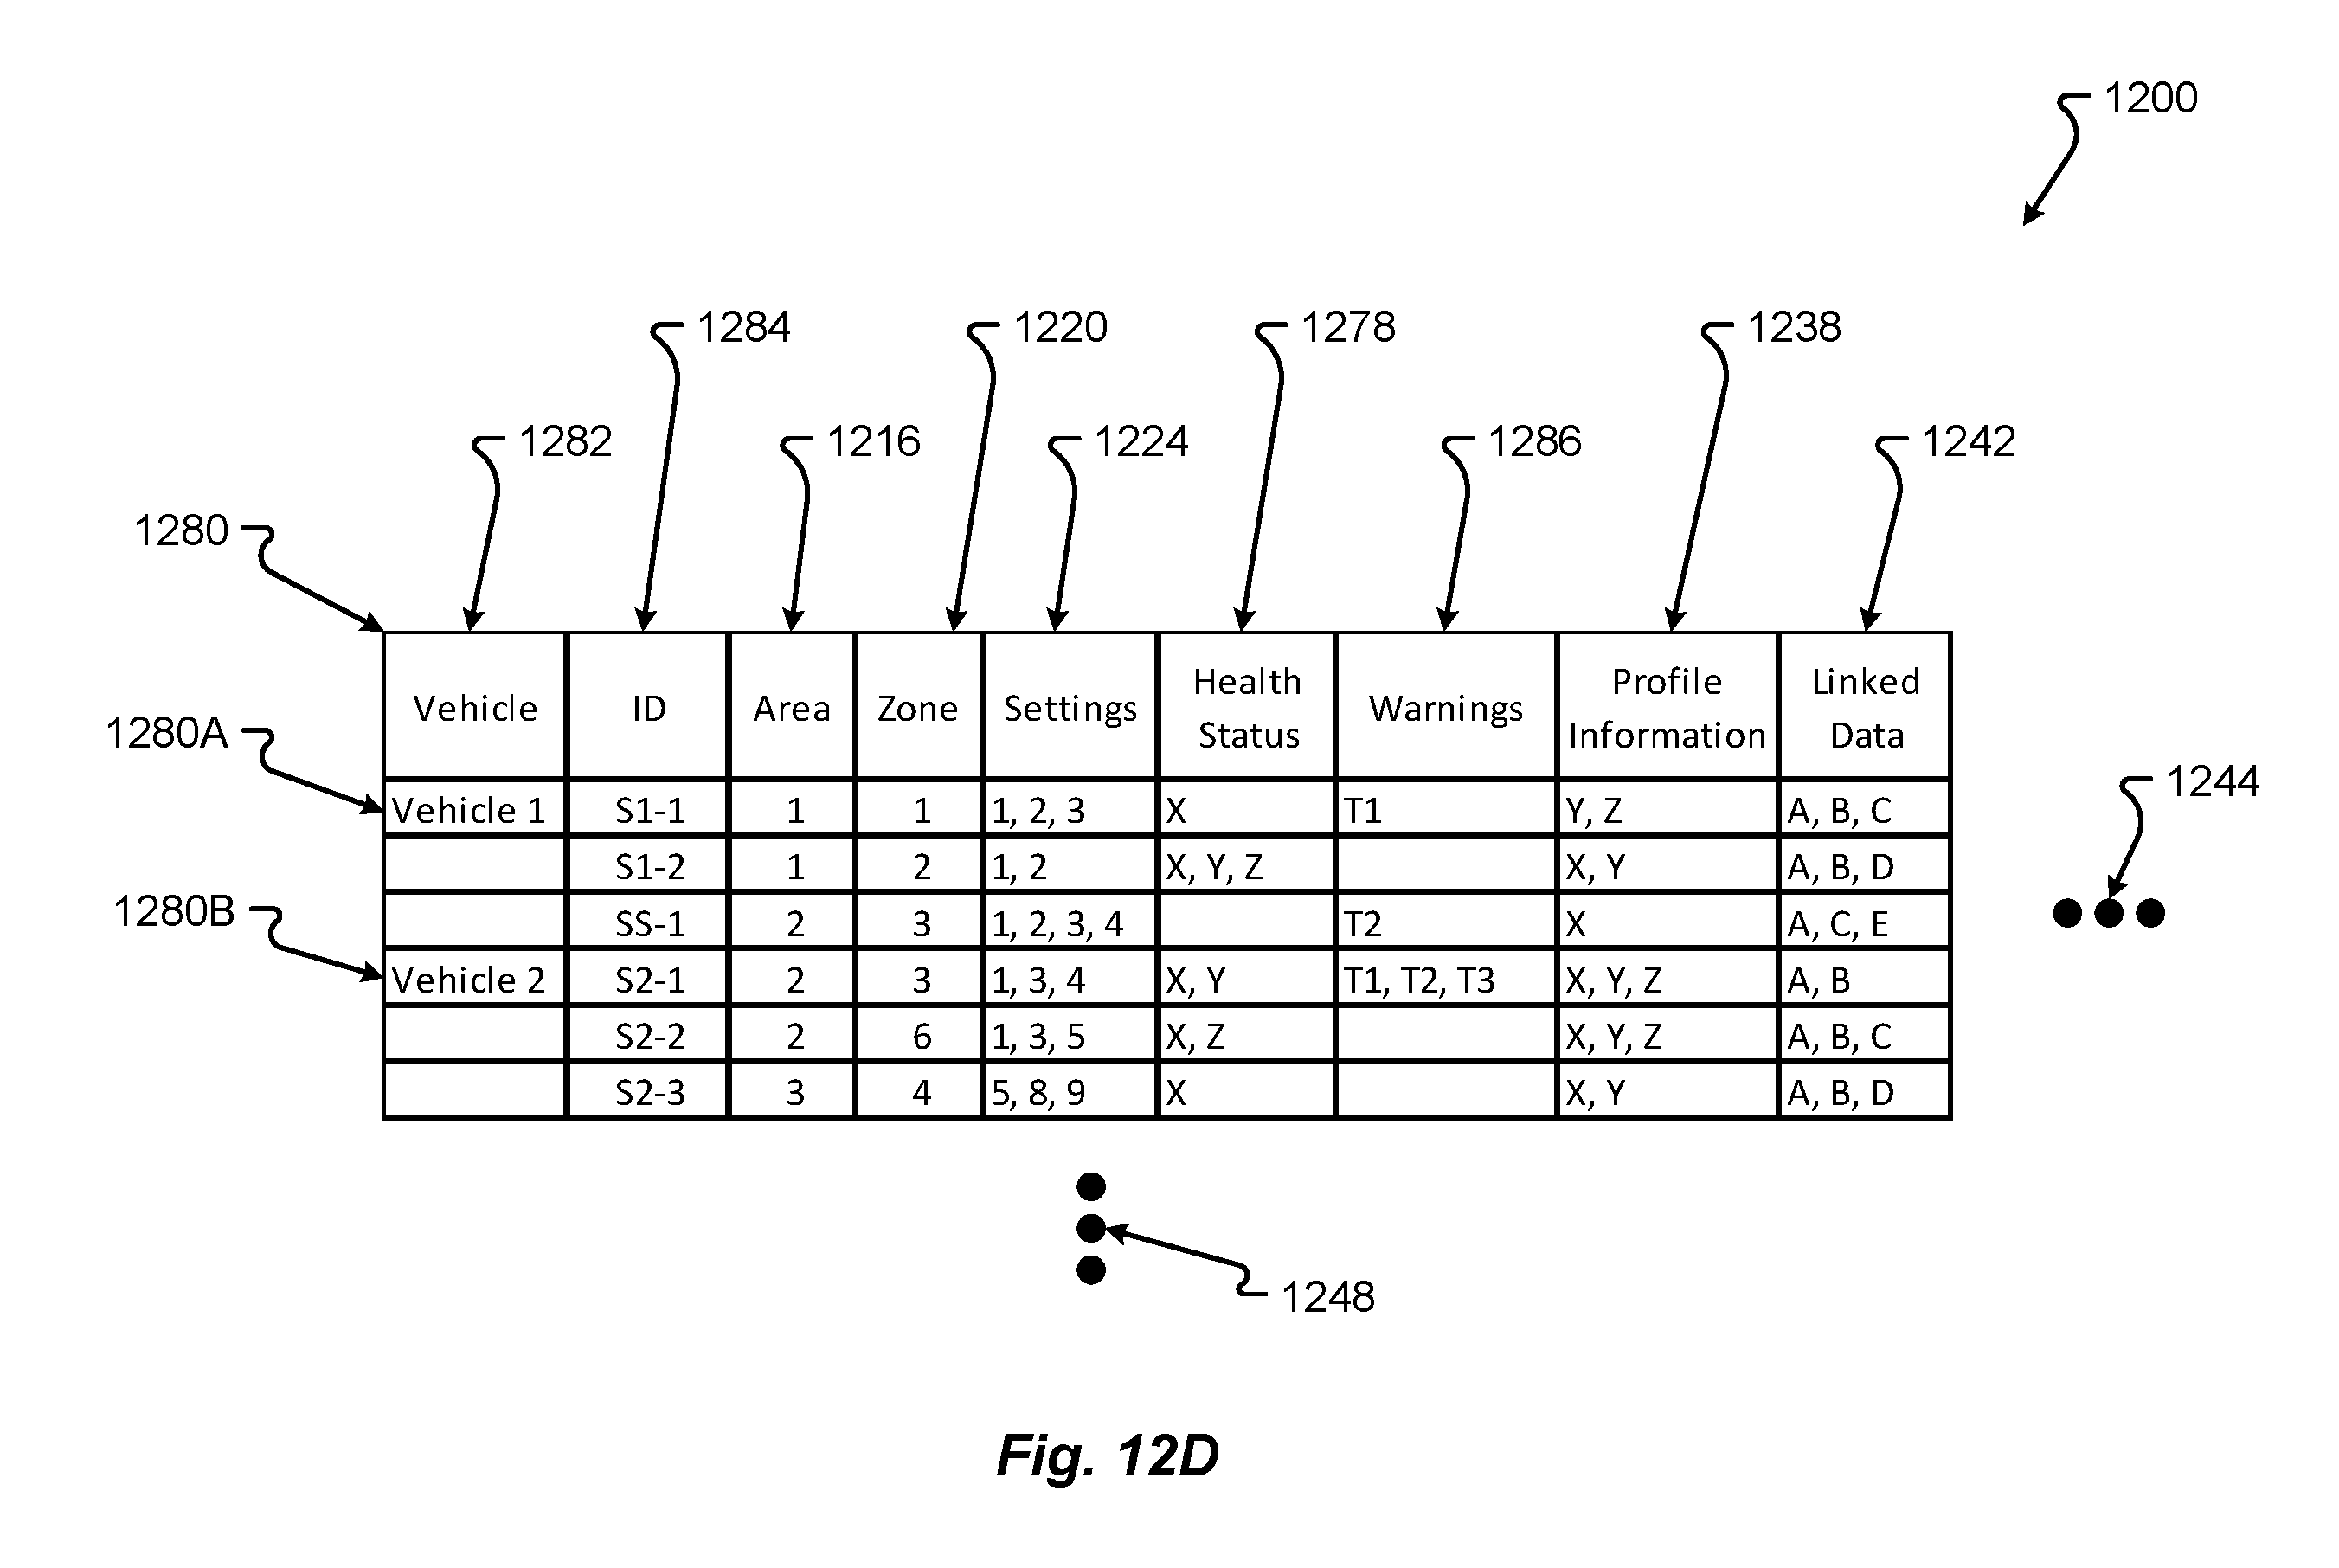 1200
1284 1220 1278 1238
1282 1216 1224 1286 1242
1280
Vehicle ID Area Zone Settings Health Status Warnings Profile Information Linked Data
1280A
1244
Vehicle 1 S1-1 1 1 1, 2, 3 X T1 Y, Z A, B, C
S1-2 1 2 1, 2 X, Y, Z X, Y A, B, D
1280B
SS-1 2 3 1, 2, 3, 4 T2 X A, C, E
Vehicle 2 S2-1 2 3 1, 3, 4 X, Y T1, T2, T3 X, Y, Z A, B
S2-2 2 6 1, 3, 5 X, Z X, Y, Z A, B, C
S2-3 3 4 5, 8, 9 X X, Y A, B, D
1248
Fig. 12D